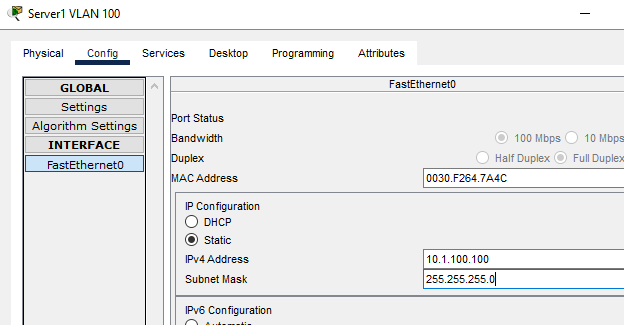 Server1 VLAN 100
Physical Config Services Desktop Programming Attributes
GLOBAL
Settings
Algorithm Settings
INTERFACE
FastEthernet0
FastEthernet0
Port Status
Bandwidth 100 Mbps 10 Mbps
Duplex Half Duplex Full Duplex
MAC Address 0030.F264.7A4C
IP Configuration
DHCP
Static
IPv4 Address 10.1.100.100
Subnet Mask 255.255.255.0
IPv6 Configuration
Automatic